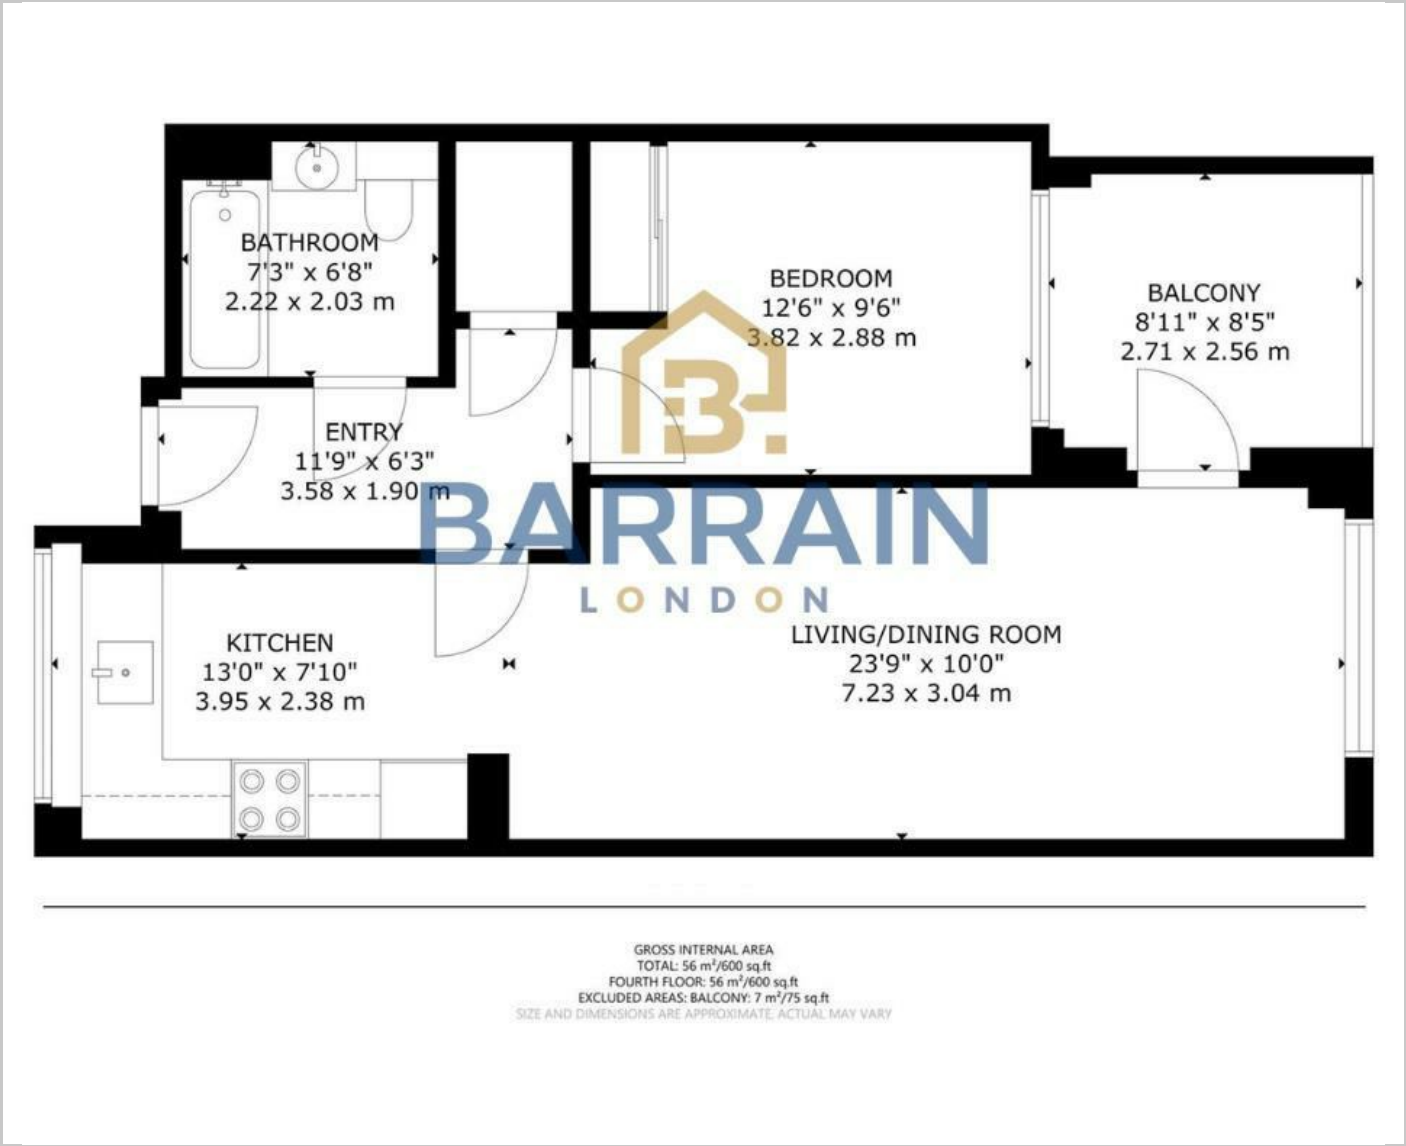 BATHROOM
7'3" x 6'8"
2.22 x 2.03 m
BEDROOM
12'6" x 9'6"
3.82 x 2.88 m
BALCONY
8'11" x 8'5"
2.71 x 2.56 m
B.
ENTRY
11'9" x 6'3"
3.58 x 1.90 m
BARRAIN
LONDON
KITCHEN
13'0" x 7'10"
3.95 x 2.38 m
LIVING/DINING ROOM
23'9" x 10'0"
7.23 x 3.04 m
GROSS INTERNAL AREA
TOTAL: 56 m²/600 sq.ft
FOURTH FLOOR: 56 m²/600 sq.ft
EXCLUDED AREAS: BALCONY: 7 m²/75 sq.ft
SIZE AND DIMENSIONS ARE APPROXIMATE, ACTUAL MAY VARY